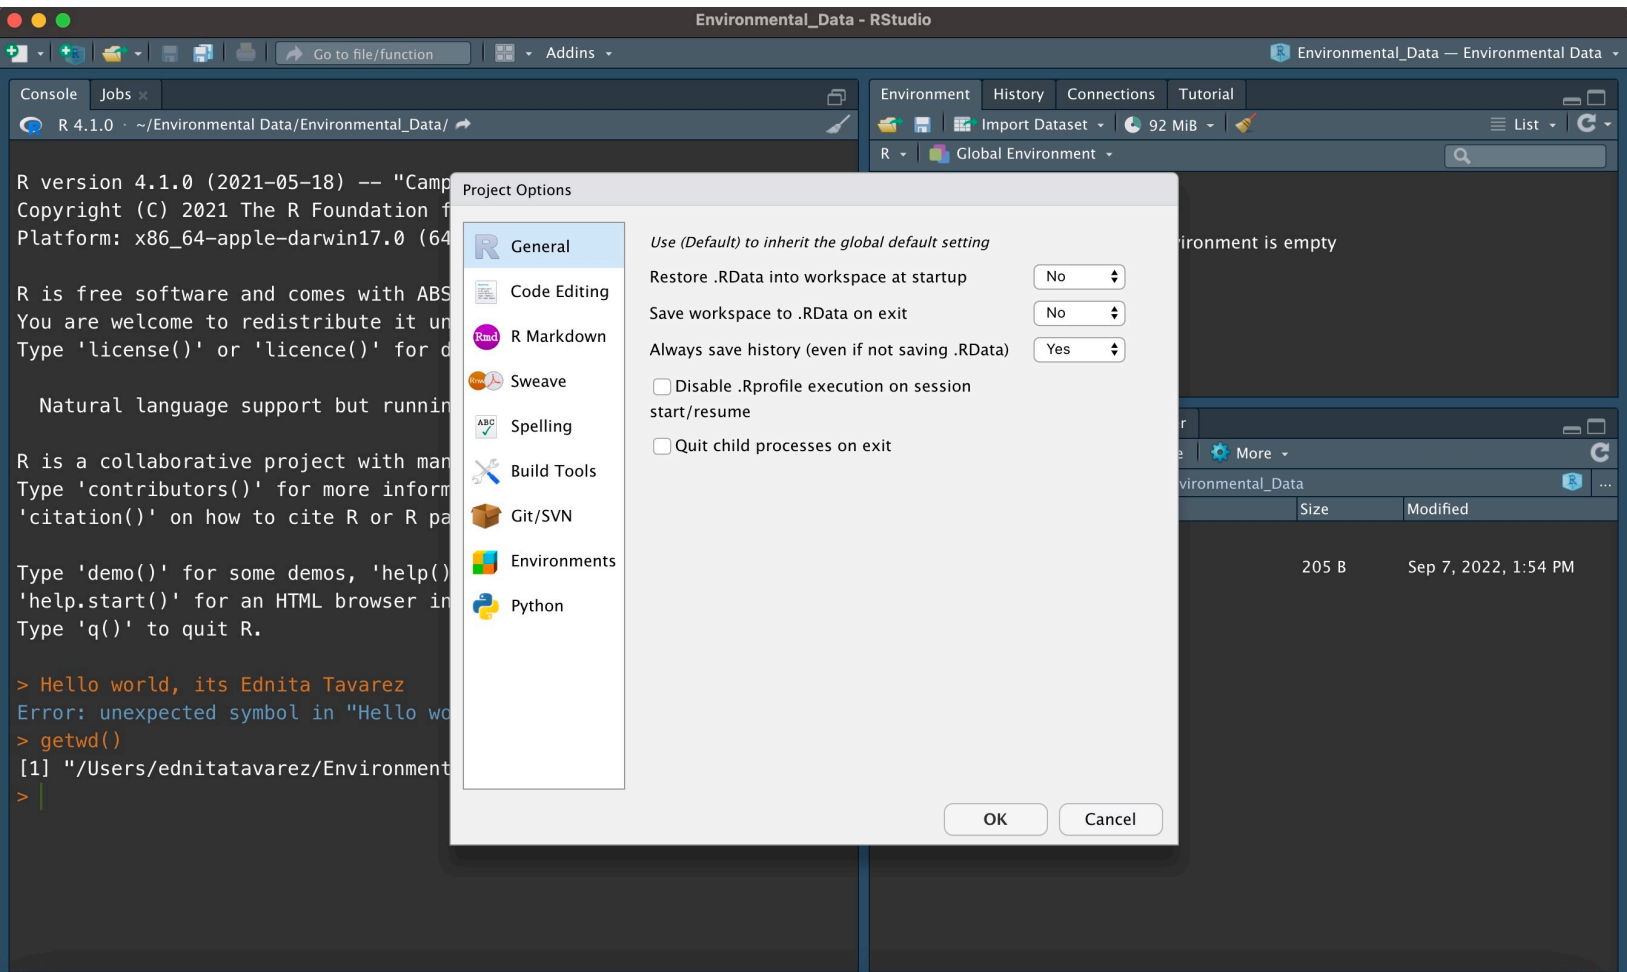 Environmental_Data - RStudio
Go to file/function
Addins
Environmental_Data — Environmental Data
Console Jobs
R 4.1.0 · ~/Environmental Data/Environmental_Data/
R version 4.1.0 (2021-05-18) -- "Camp
Copyright (C) 2021 The R Foundation f
Platform: x86_64-apple-darwin17.0 (64
R is free software and comes with ABS
You are welcome to redistribute it un
Type 'license()' or 'licence()' for d
Natural language support but runnin
R is a collaborative project with man
Type 'contributors()' for more inform
'citation()' on how to cite R or R pa
Type 'demo()' for some demos, 'help()
'help.start()' for an HTML browser in
Type 'q()' to quit R.
> Hello world, its Ednita Tavarez
Error: unexpected symbol in "Hello wo
> getwd()
[1] "/Users/ednitatavarez/Environment
>
Environment History Connections Tutorial
Import Dataset 92 MiB List
R Global Environment
ironment is empty
Project Options
General
Code Editing
Rmd R Markdown
Rnw Sweave
ABC Spelling
Build Tools
Git/SVN
Environments
Python
Use (Default) to inherit the global default setting
Restore .RData into workspace at startup No
Save workspace to .RData on exit No
Always save history (even if not saving .RData) Yes
Disable .Rprofile execution on session
start/resume
Quit child processes on exit
OK Cancel
r
e More
vironmental_Data ...
Size Modified
205 B Sep 7, 2022, 1:54 PM